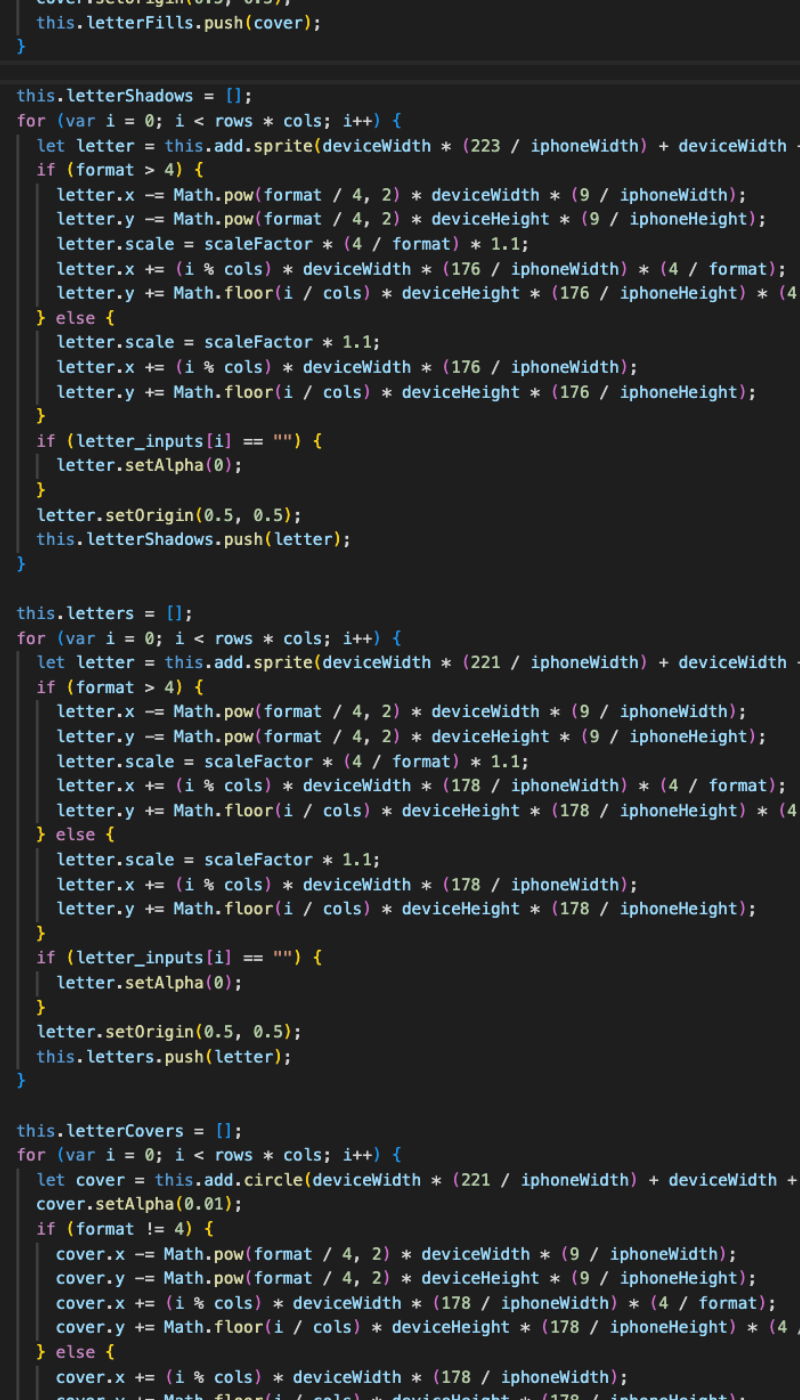 cover.setOrigin(0.5, 0.5);
this.letterFills.push(cover);
}
this.letterShadows = [];
for (var i = 0; i < rows * cols; i++) {
let letter = this.add.sprite(deviceWidth * (223 / iphoneWidth) + deviceWidth
if (format > 4) {
letter.x -= Math.pow(format / 4, 2) * deviceWidth * (9 / iphoneWidth);
letter.y -= Math.pow(format / 4, 2) * deviceHeight * (9 / iphoneHeight);
letter.scale = scaleFactor * (4 / format) * 1.1;
letter.x += (i % cols) * deviceWidth * (176 / iphoneWidth) * (4 / format);
letter.y += Math.floor(i / cols) * deviceHeight * (176 / iphoneHeight) * (4
} else {
letter.scale = scaleFactor * 1.1;
letter.x += (i % cols) * deviceWidth * (176 / iphoneWidth);
letter.y += Math.floor(i / cols) * deviceHeight * (176 / iphoneHeight);
}
if (letter_inputs[i] == "") {
letter.setAlpha(0);
}
letter.setOrigin(0.5, 0.5);
this.letterShadows.push(letter);
}
this.letters = [];
for (var i = 0; i < rows * cols; i++) {
let letter = this.add.sprite(deviceWidth * (221 / iphoneWidth) + deviceWidth
if (format > 4) {
letter.x -= Math.pow(format / 4, 2) * deviceWidth * (9 / iphoneWidth);
letter.y -= Math.pow(format / 4, 2) * deviceHeight * (9 / iphoneHeight);
letter.scale = scaleFactor * (4 / format) * 1.1;
letter.x += (i % cols) * deviceWidth * (178 / iphoneWidth) * (4 / format);
letter.y += Math.floor(i / cols) * deviceHeight * (178 / iphoneHeight) * (4
} else {
letter.scale = scaleFactor * 1.1;
letter.x += (i % cols) * deviceWidth * (178 / iphoneWidth);
letter.y += Math.floor(i / cols) * deviceHeight * (178 / iphoneHeight);
}
if (letter_inputs[i] == "") {
letter.setAlpha(0);
}
letter.setOrigin(0.5, 0.5);
this.letters.push(letter);
}
this.letterCovers = [];
for (var i = 0; i < rows * cols; i++) {
let cover = this.add.circle(deviceWidth * (221 / iphoneWidth) + deviceWidth +
cover.setAlpha(0.01);
if (format != 4) {
cover.x -= Math.pow(format / 4, 2) * deviceWidth * (9 / iphoneWidth);
cover.y -= Math.pow(format / 4, 2) * deviceHeight * (9 / iphoneHeight);
cover.x += (i % cols) * deviceWidth * (178 / iphoneWidth) * (4 / format);
cover.y += Math.floor(i / cols) * deviceHeight * (178 / iphoneHeight) * (4 /
} else {
cover.x += (i % cols) * deviceWidth * (178 / iphoneWidth);
cover.y += Math.floor(i / cols) * deviceHeight * (178 / iphoneHeight);